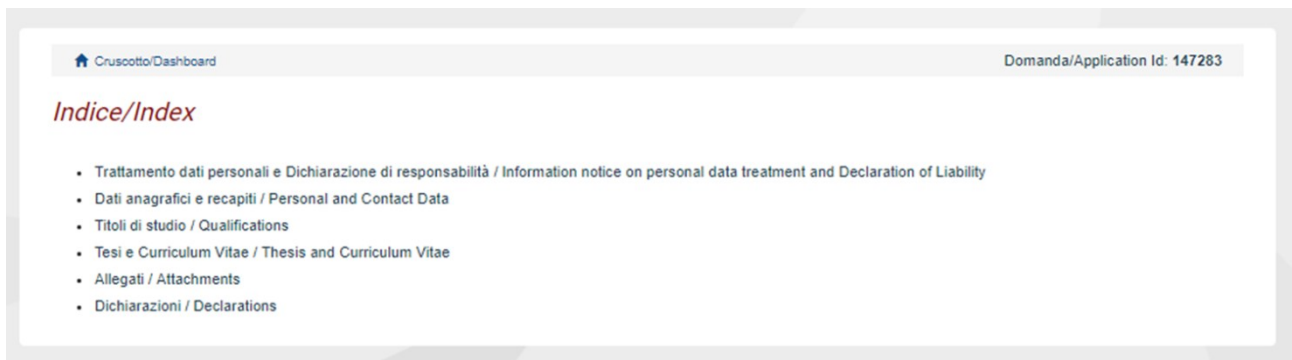 Cruscotto/Dashboard Domanda/Application Id: 147283
Indice/Index
• Trattamento dati personali e Dichiarazione di responsabilità / Information notice on personal data treatment and Declaration of Liability
• Dati anagrafici e recapiti / Personal and Contact Data
• Titoli di studio / Qualifications
• Tesi e Curriculum Vitae / Thesis and Curriculum Vitae
• Allegati / Attachments
• Dichiarazioni / Declarations